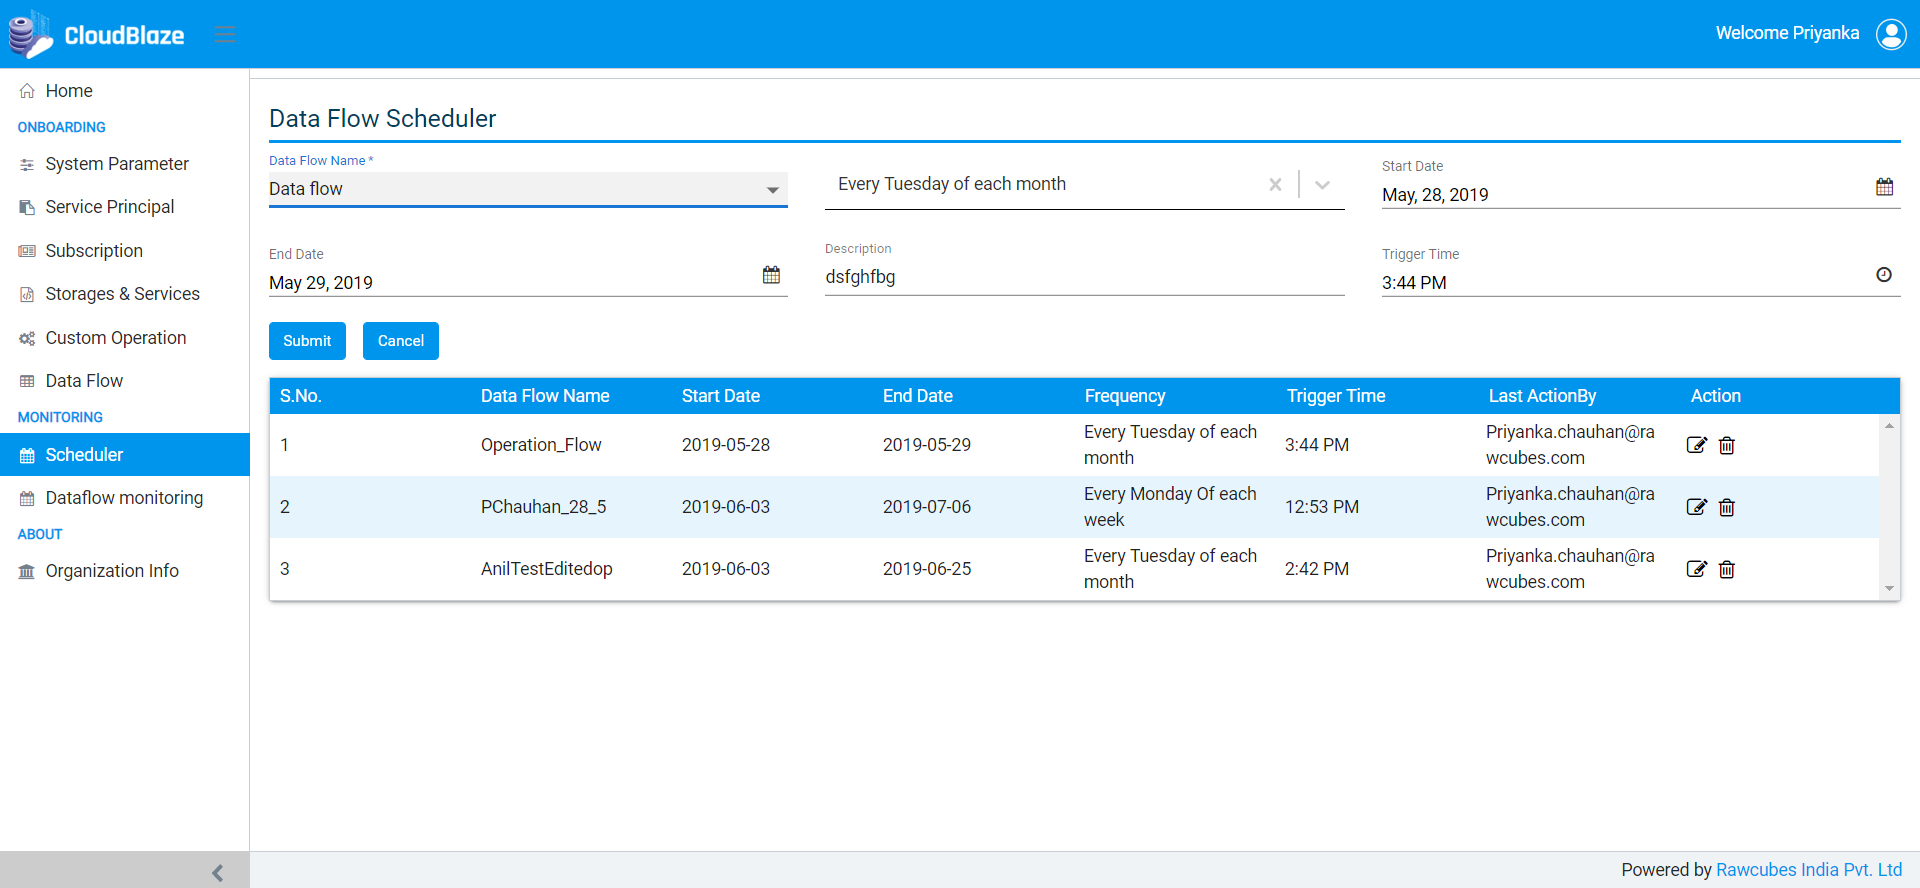 CloudBlaze
Welcome Priyanka
Home
ONBOARDING
System Parameter
Service Principal
Subscription
Storages & Services
Custom Operation
Data Flow
MONITORING
Scheduler
Dataflow monitoring
ABOUT
Organization Info
Data Flow Scheduler
Data Flow Name *
Data flow
Every Tuesday of each month
Start Date
May, 28, 2019
End Date
May 29, 2019
Description
dsfghfbg
Trigger Time
3:44 PM
Submit Cancel
S.No. Data Flow Name Start Date End Date Frequency Trigger Time Last ActionBy Action
1 Operation_Flow 2019-05-28 2019-05-29 Every Tuesday of each 3:44 PM Priyanka.chauhan@ra
month wcubes.com
2 PChauhan_28_5 2019-06-03 2019-07-06 Every Monday Of each 12:53 PM Priyanka.chauhan@ra
week wcubes.com
3 AnilTestEditedop 2019-06-03 2019-06-25 Every Tuesday of each 2:42 PM Priyanka.chauhan@ra
month wcubes.com
Powered by Rawcubes India Pvt. Ltd